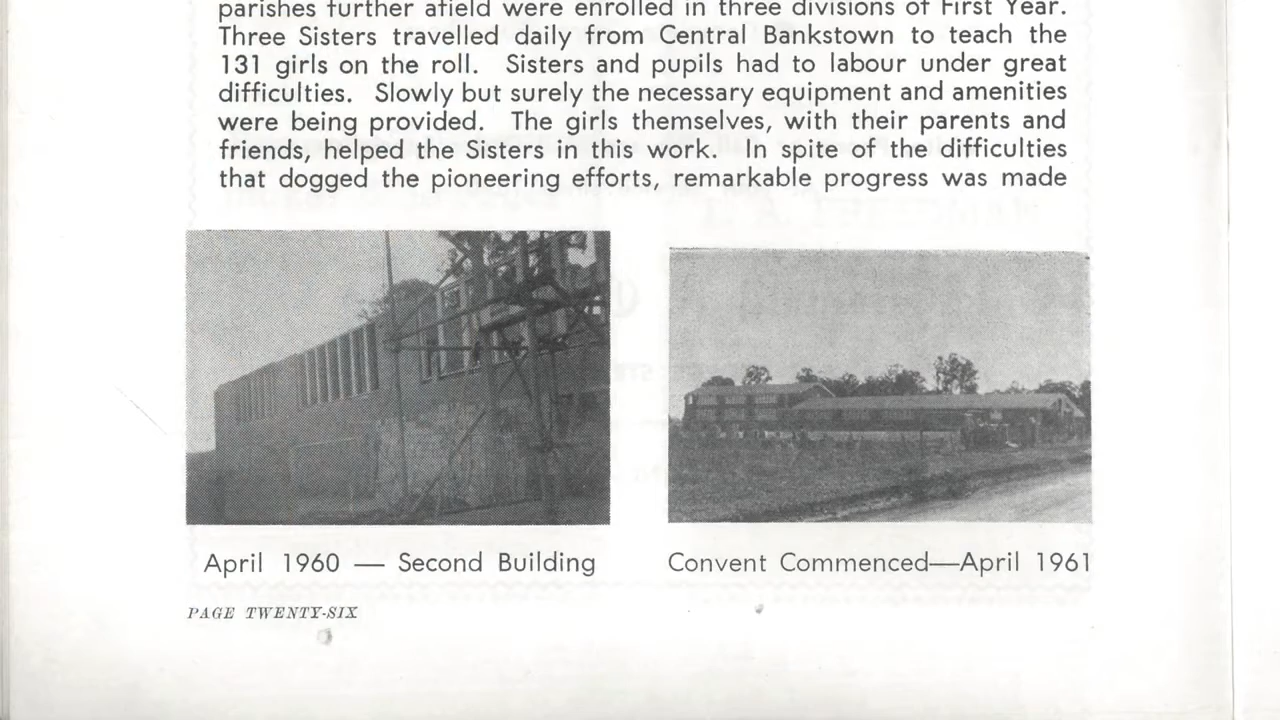 parishes further afield were enrolled in three divisions of First Year.
Three Sisters travelled daily from Central Bankstown to teach the
131 girls on the roll. Sisters and pupils had to labour under great
difficulties. Slowly but surely the necessary equipment and amenities
were being provided. The girls themselves, with their parents and
friends, helped the Sisters in this work. In spite of the difficulties
that dogged the pioneering efforts, remarkable progress was made
April 1960 — Second Building
Convent Commenced—April 1961
PAGE TWENTY-SIX